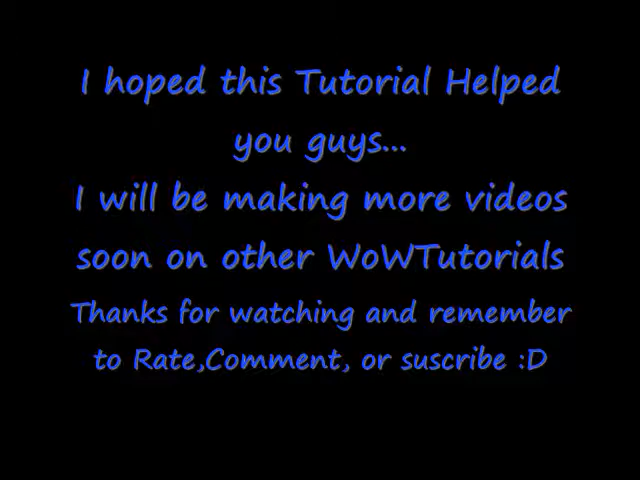 I hoped this Tutorial Helped
you guys...
I will be making more videos
soon on other WoWTutorials
Thanks for watching and remember
to Rate,Comment, or suscribe :D